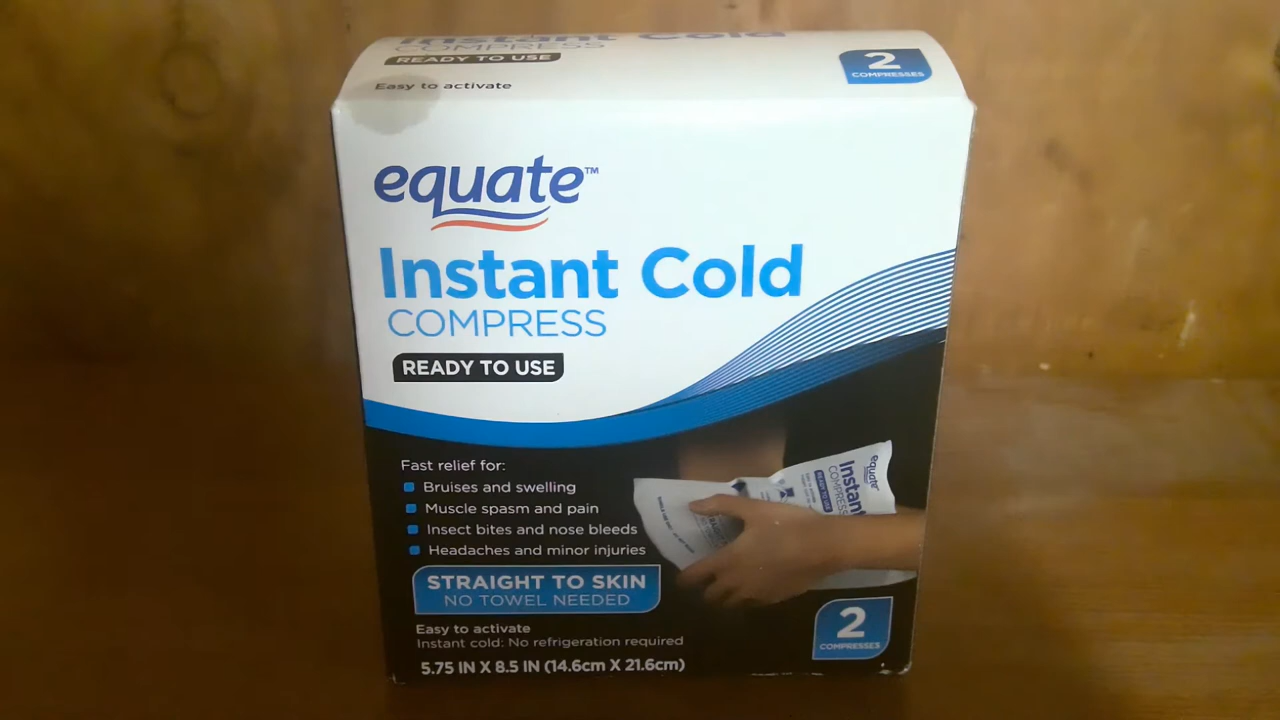 Instant Cold
COMPRESS
READY TO USE
Easy to activate
2
COMPRESSES
equate™
Instant Cold
COMPRESS
READY TO USE
Fast relief for:
Bruises and swelling
Muscle spasm and pain
Insect bites and nose bleeds
Headaches and minor injuries
STRAIGHT TO SKIN
NO TOWEL NEEDED
Easy to activate
Instant cold: No refrigeration required
5.75 IN X 8.5 IN (14.6cm X 21.6cm)
equate
Instant
COMPRESS
2
COMPRESSES